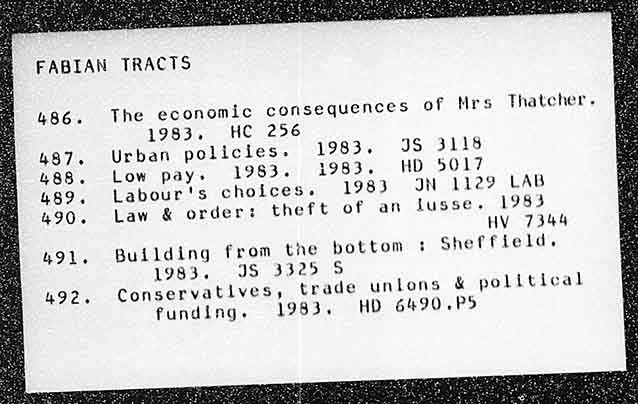 FABIAN TRACTS
486. The economic consequences of Mrs Thatcher.
1983. HC 256
487. Urban policies. 1983. JS 3118
488. Low pay. 1983. 1983. HD 5017
489. Labour's choices. 1983 JN 1129 LAB
490. Law & order: theft of an iusse. 1983
HV 7344
491. Building from the bottom : Sheffield.
1983. JS 3325 S
492. Conservatives, trade unions & political
funding. 1983. HD 6490.P5